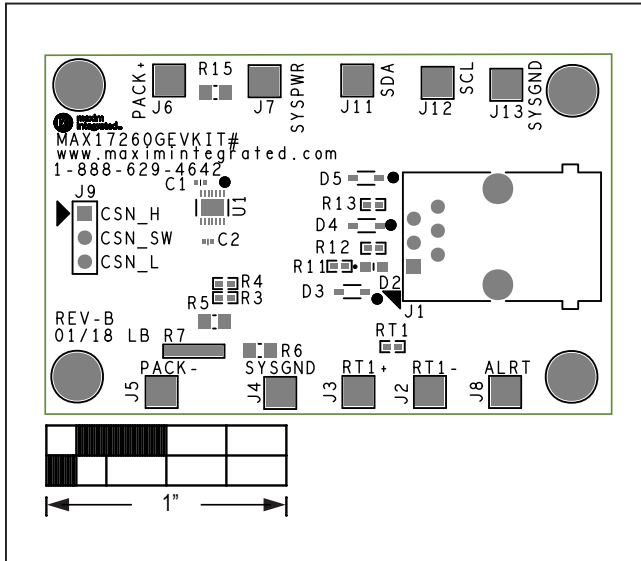 PACK+
J6
R15
J7
SYSPWR
J11
SDA
J12
SCL
J13
SYSGND
maxim
integrated™
MAX17260GEVKIT#
www.maximintegrated.com
1-888-629-4642
J9
CSN_H
CSN_SW
CSN_L
C1
U1
C2
D5
R13
D4
R12
R11
D2
D3
J1
R4
R3
R5
REV-B
01/18 LB
R7
R6
RT1
PACK-
J5
SYSGND
J4
RT1+
J3
RT1-
J2
ALRT
J8
1"